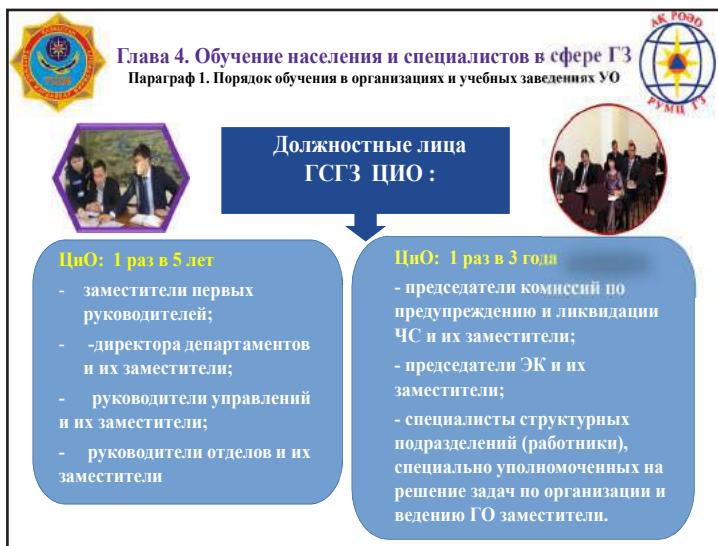 Глава 4. Обучение населения и специалистов в сфере ГЗ
Параграф 1. Порядок обучения в организациях и учебных заведениях УО
АК РОӘО
РУМЦ ГЗ
Должностные лица
ГСГЗ ЦИО :
ЦиО: 1 раз в 5 лет
- заместители первых
руководителей;
- -директора департаментов
и их заместители;
- руководители управлений
и их заместители;
- руководители отделов и их
заместители
ЦиО: 1 раз в 3 года
- председатели комиссий по
предупреждению и ликвидации
ЧС и их заместители;
- председатели ЭК и их
заместители;
- специалисты структурных
подразделений (работники),
специально уполномоченных на
решение задач по организации и
ведению ГО заместители.